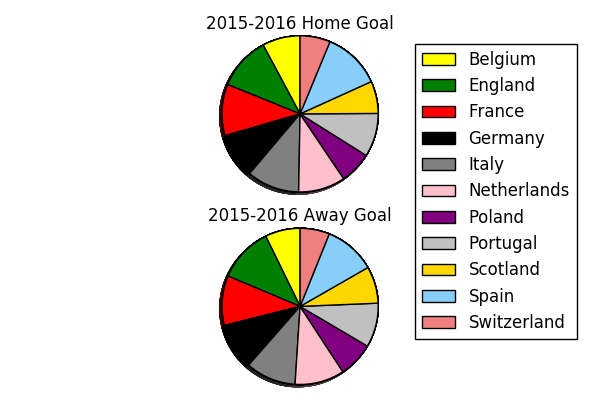 2015-2016 Home Goal
2015-2016 Away Goal
Belgium
England
France
Germany
Italy
Netherlands
Poland
Portugal
Scotland
Spain
Switzerland